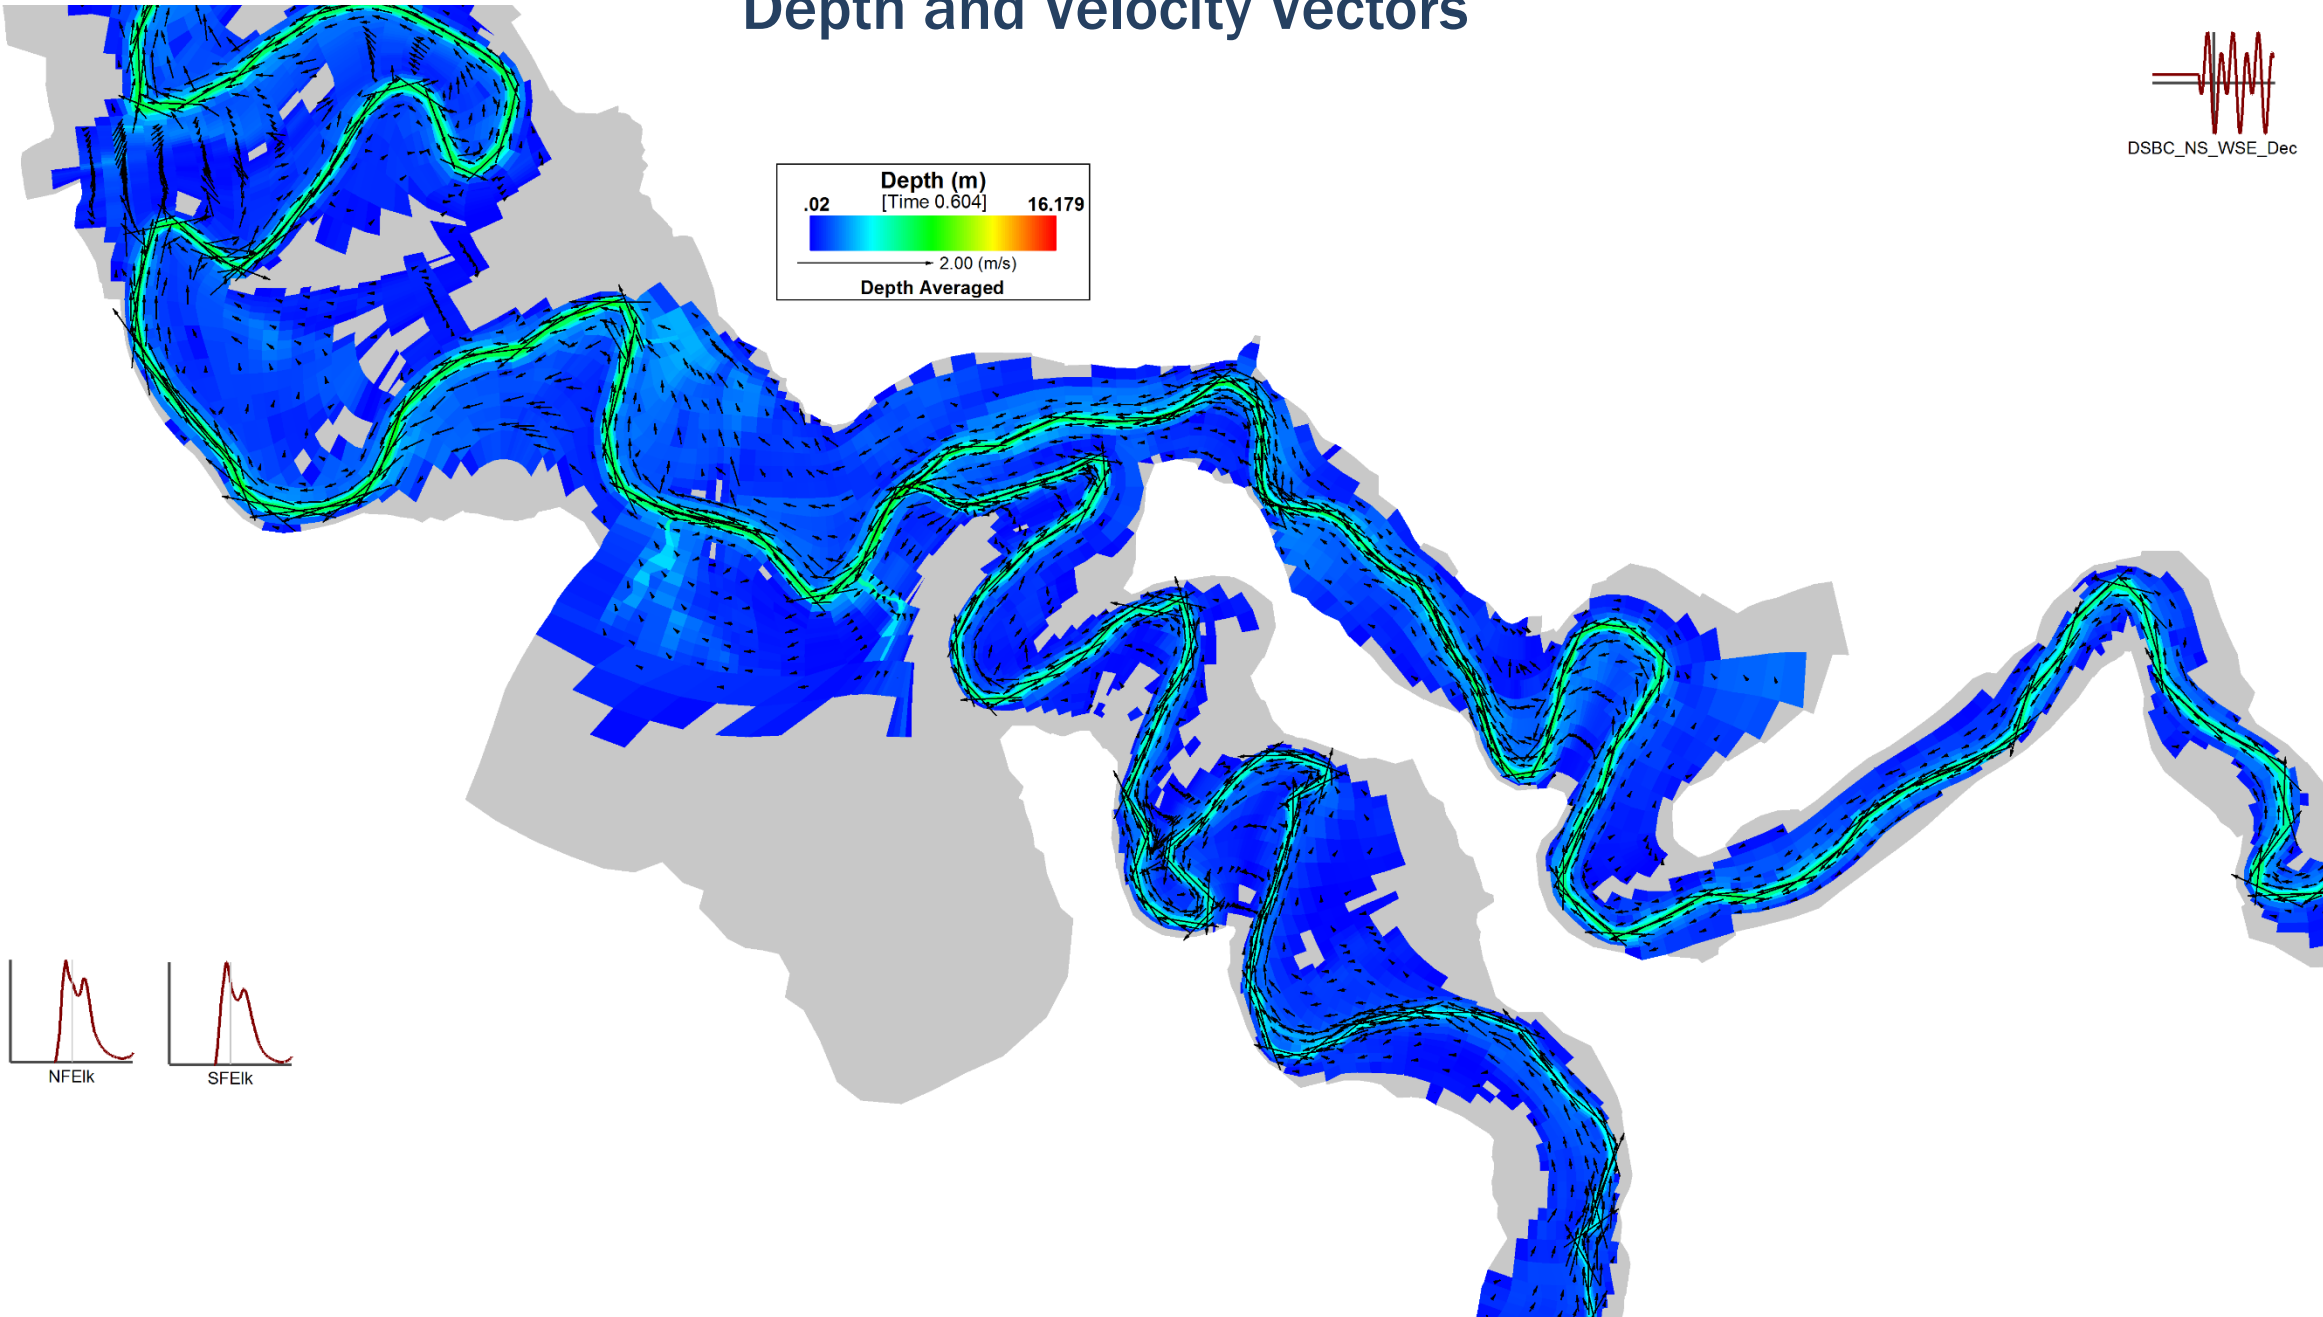 Depth and Velocity Vectors
DSBC_NS_WSE_Dec
Depth (m)
.02 [Time 0.604] 16.179
2.00 (m/s)
Depth Averaged
NFElk
SFElk